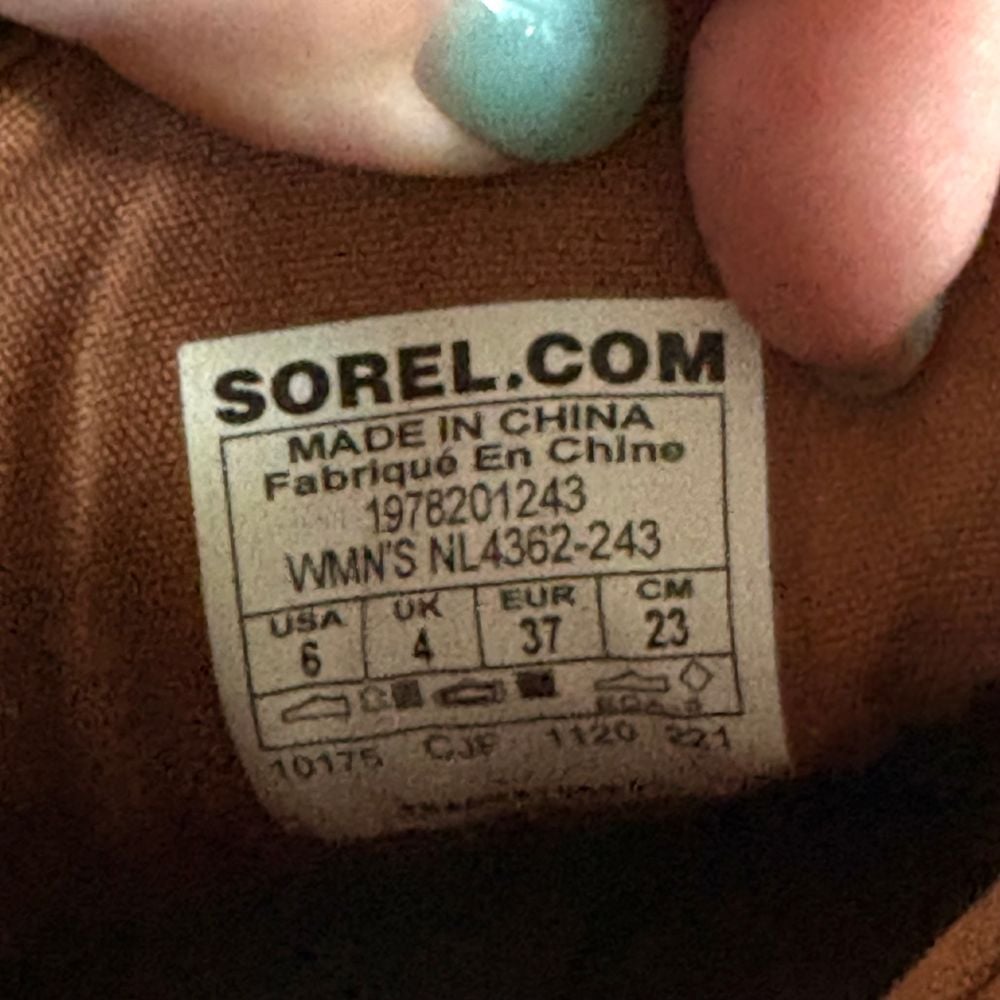 SOREL.COM
MADE IN CHINA
Fabriqué En Chine
1978201243
WMN'S NL4362-243
USA UK EUR CM
6 4 37 23
10175 CJP 1120 221